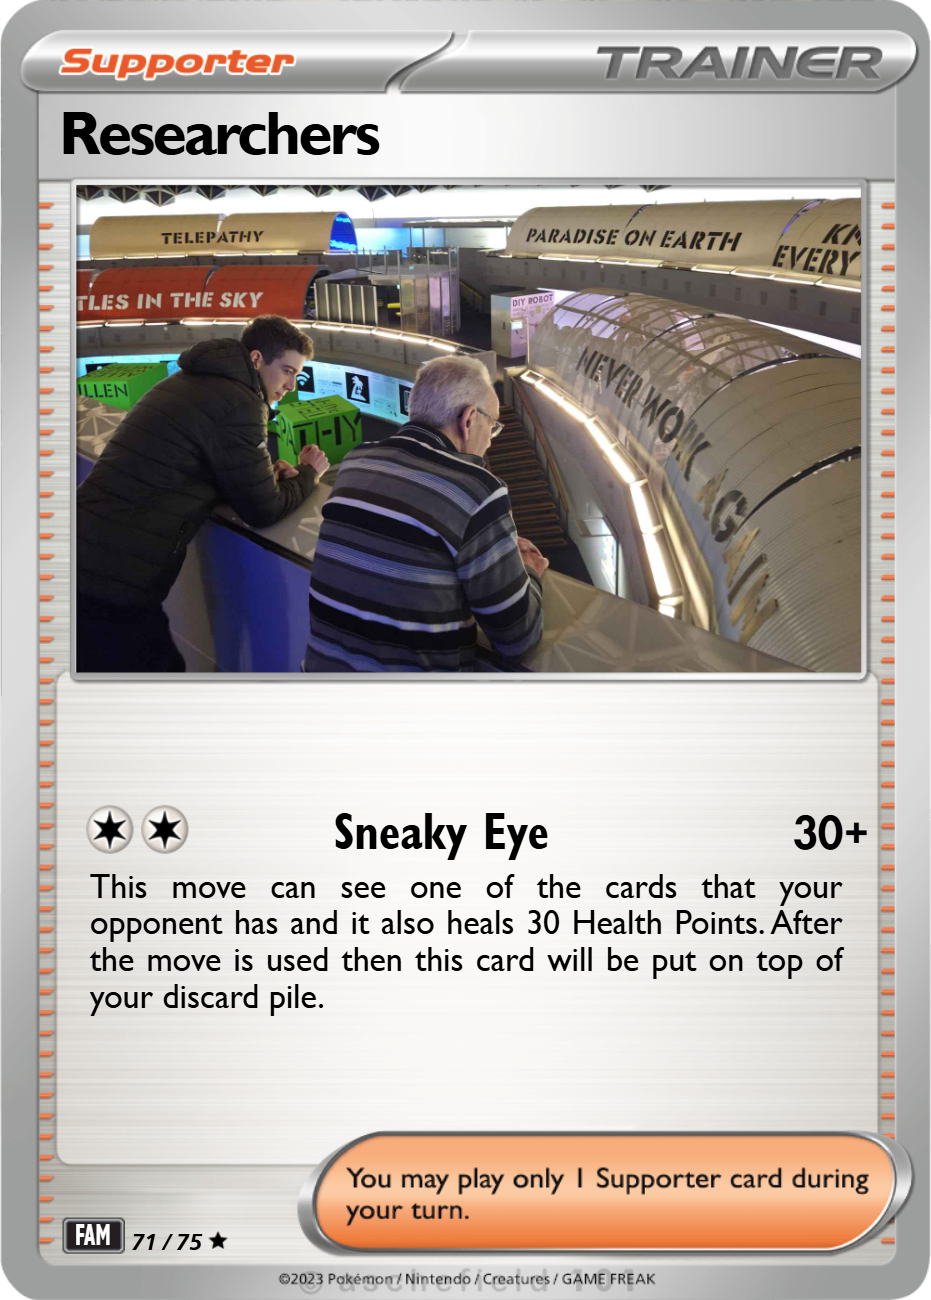 Supporter
TRAINER
Researchers
TELEPATHY
PARADISE ON EARTH
KN
EVERY
TLES IN THE SKY
DIY ROBOT
NEVER WORK AGAIN
LLEN
PATHY
Sneaky Eye 30+
This move can see one of the cards that your
opponent has and it also heals 30 Health Points. After
the move is used then this card will be put on top of
your discard pile.
You may play only 1 Supporter card during
your turn.
FAM 71 / 75
©2023 Pokémon / Nintendo / Creatures / GAME FREAK